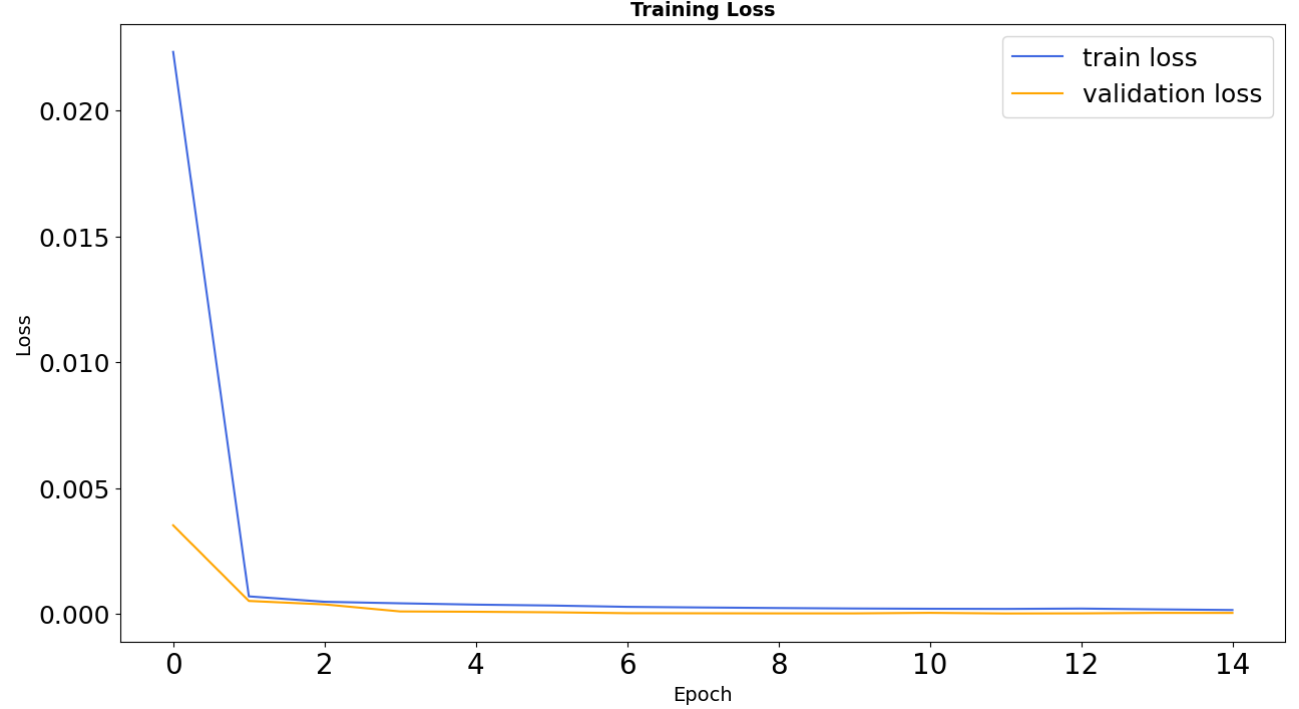 Training Loss
train loss
validation loss
0.020
0.015
0.010
0.005
0.000
Loss
0 2 4 6 8 10 12 14
Epoch